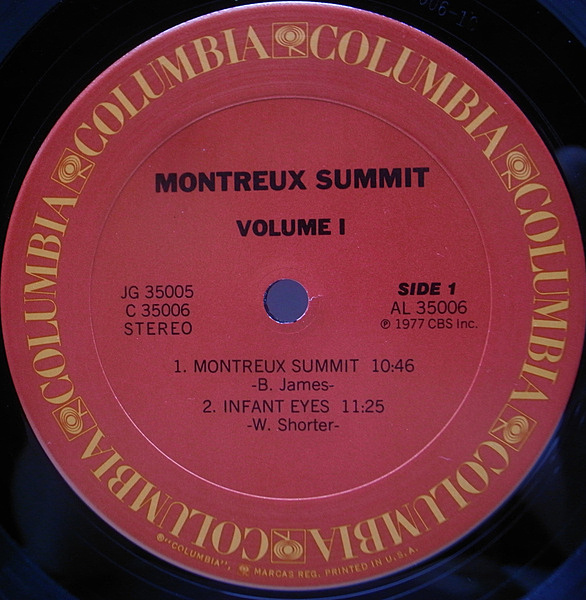 COLUMBIA COLUMBIA COLUMBIA COLUMBIA COLUMBIA COLUMBIA COLUMBIA
MONTREUX SUMMIT
VOLUME I
JG 35005
C 35006
STEREO
SIDE 1
AL 35006
℗ 1977 CBS Inc.
1. MONTREUX SUMMIT 10:46
-B. James-
2. INFANT EYES 11:25
-W. Shorter-
®"COLUMBIA", MARCAS REG. PRINTED IN U.S.A.